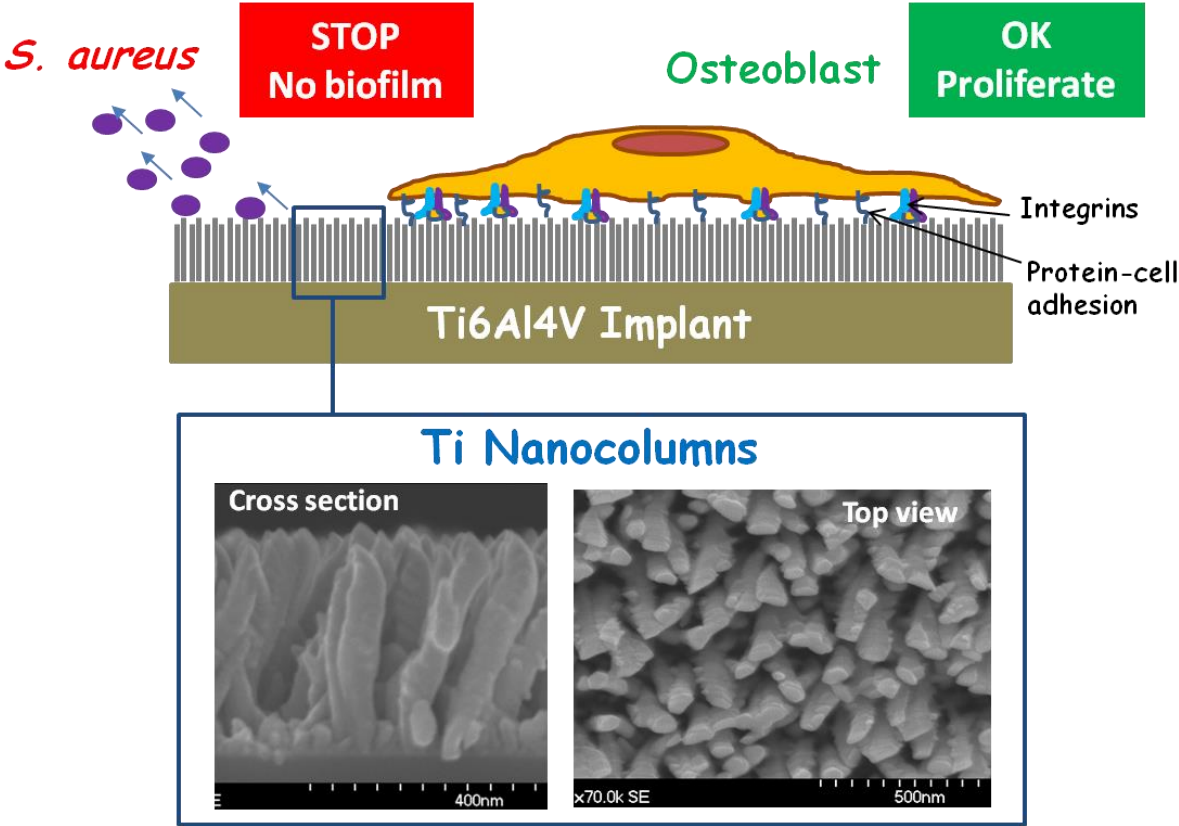 S. aureus
STOP
No biofilm
Osteoblast
OK
Proliferate
Integrins
Protein-cell
adhesion
Ti6Al4V Implant
Ti Nanocolumns
Cross section
Top view
400nm
x70.0k SE
500nm